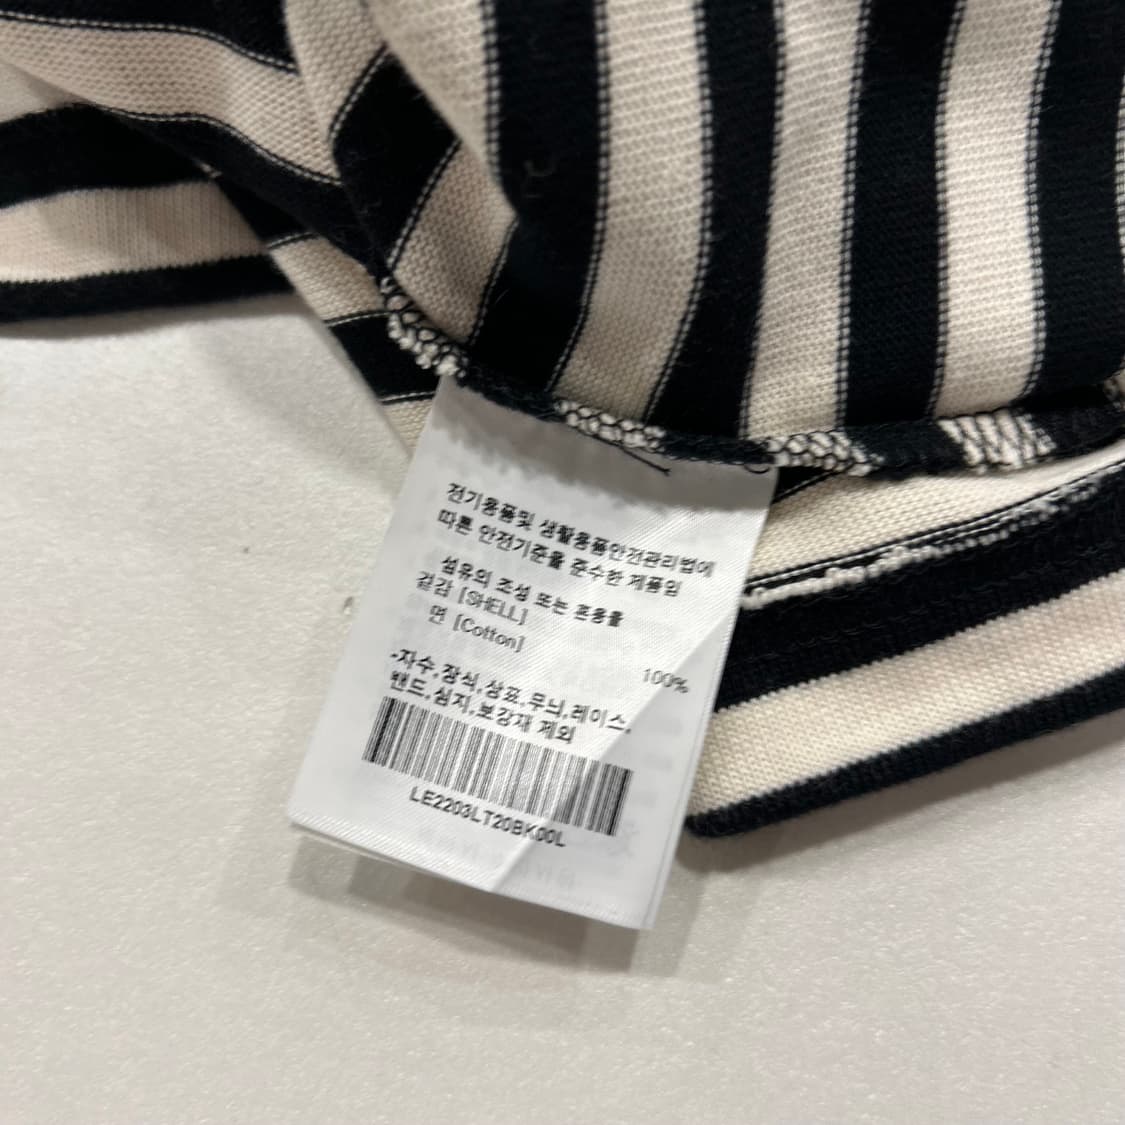 전기용품및 생활용품안전관리법에
따른 안전기준을 준수한 제품임
섬유의 조성 또는 혼용율
겉감 [SHELL]
면 [Cotton] 100%
-자수.장식.상표.무늬.레이스.
밴드.심지.보강재 제외
LE2203LT20BK00L